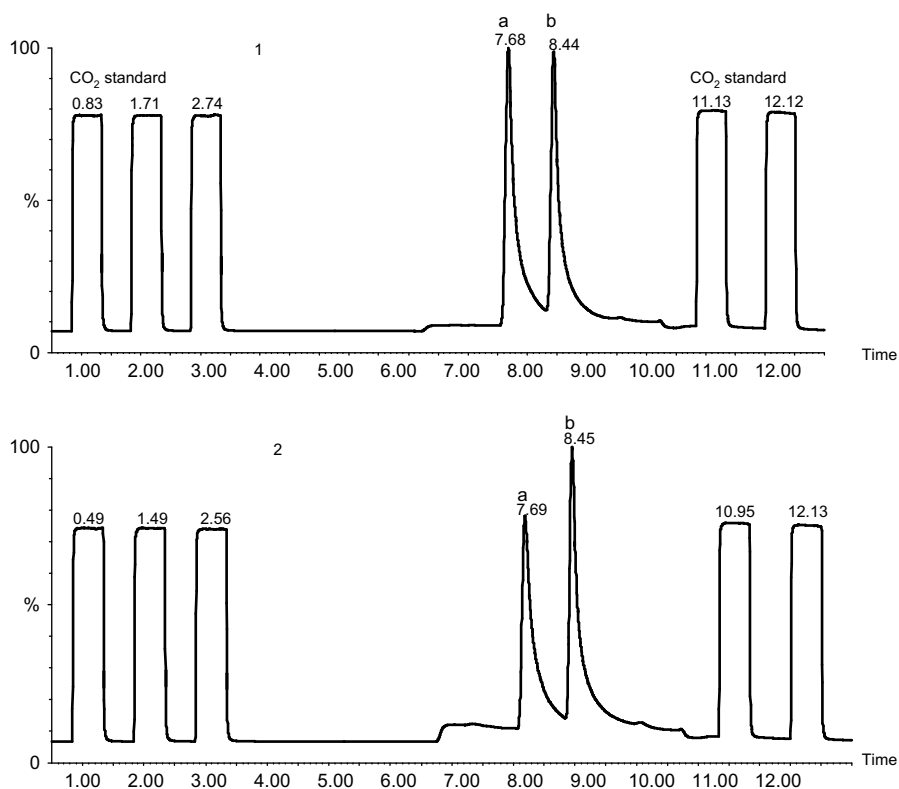 a b
7.68 8.44
100 1
CO2 standard CO2 standard
0.83 1.71 2.74 11.13 12.12
%
0
Time
1.00 2.00 3.00 4.00 5.00 6.00 7.00 8.00 9.00 10.00 11.00 12.00
b
8.45
100 2
a
7.69
0.49 1.49 2.56 10.95 12.13
%
0
Time
1.00 2.00 3.00 4.00 5.00 6.00 7.00 8.00 9.00 10.00 11.00 12.00